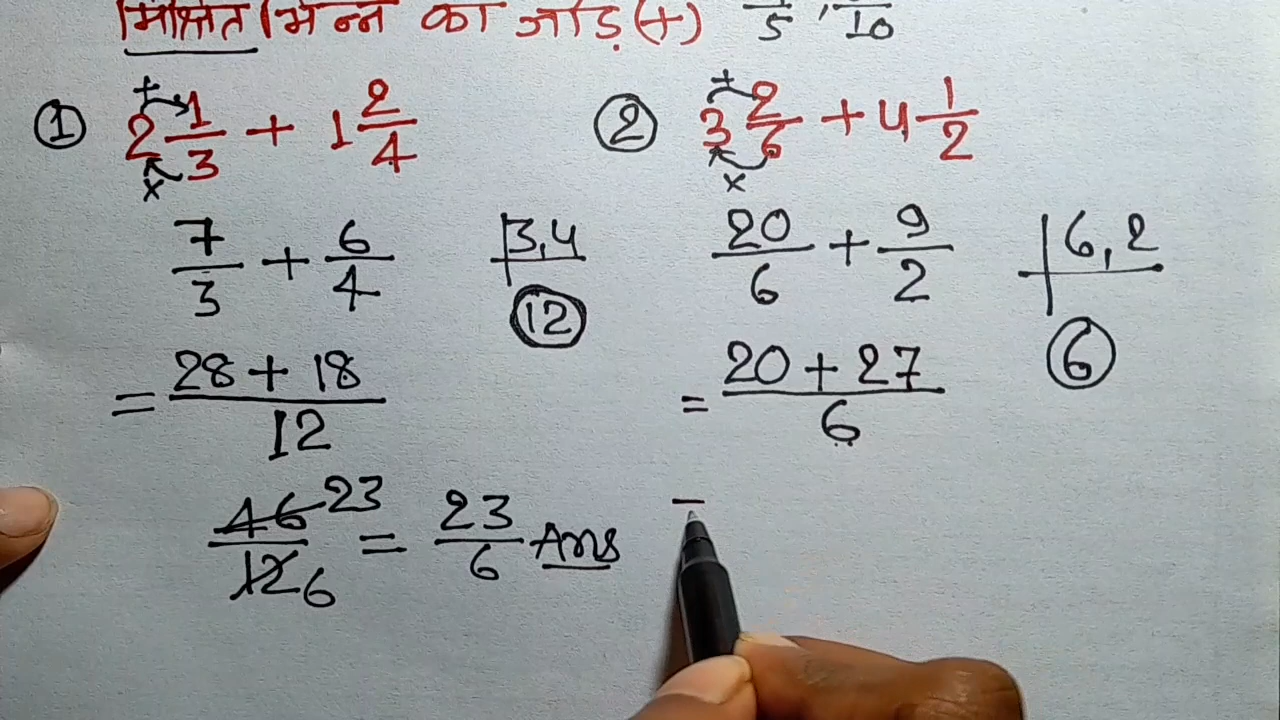 मिश्रित भिन्न का जोड़ (+) 5 , 10
① 2 1/3 + 1 2/4
+
×
7/3 + 6/4 3,4
12
= 28 + 18 / 12
46 23 / 12 6 = 23/6 Ans
② 3 2/6 + 4 1/2
+
×
20/6 + 9/2 6, 2
6
= 20 + 27 / 6